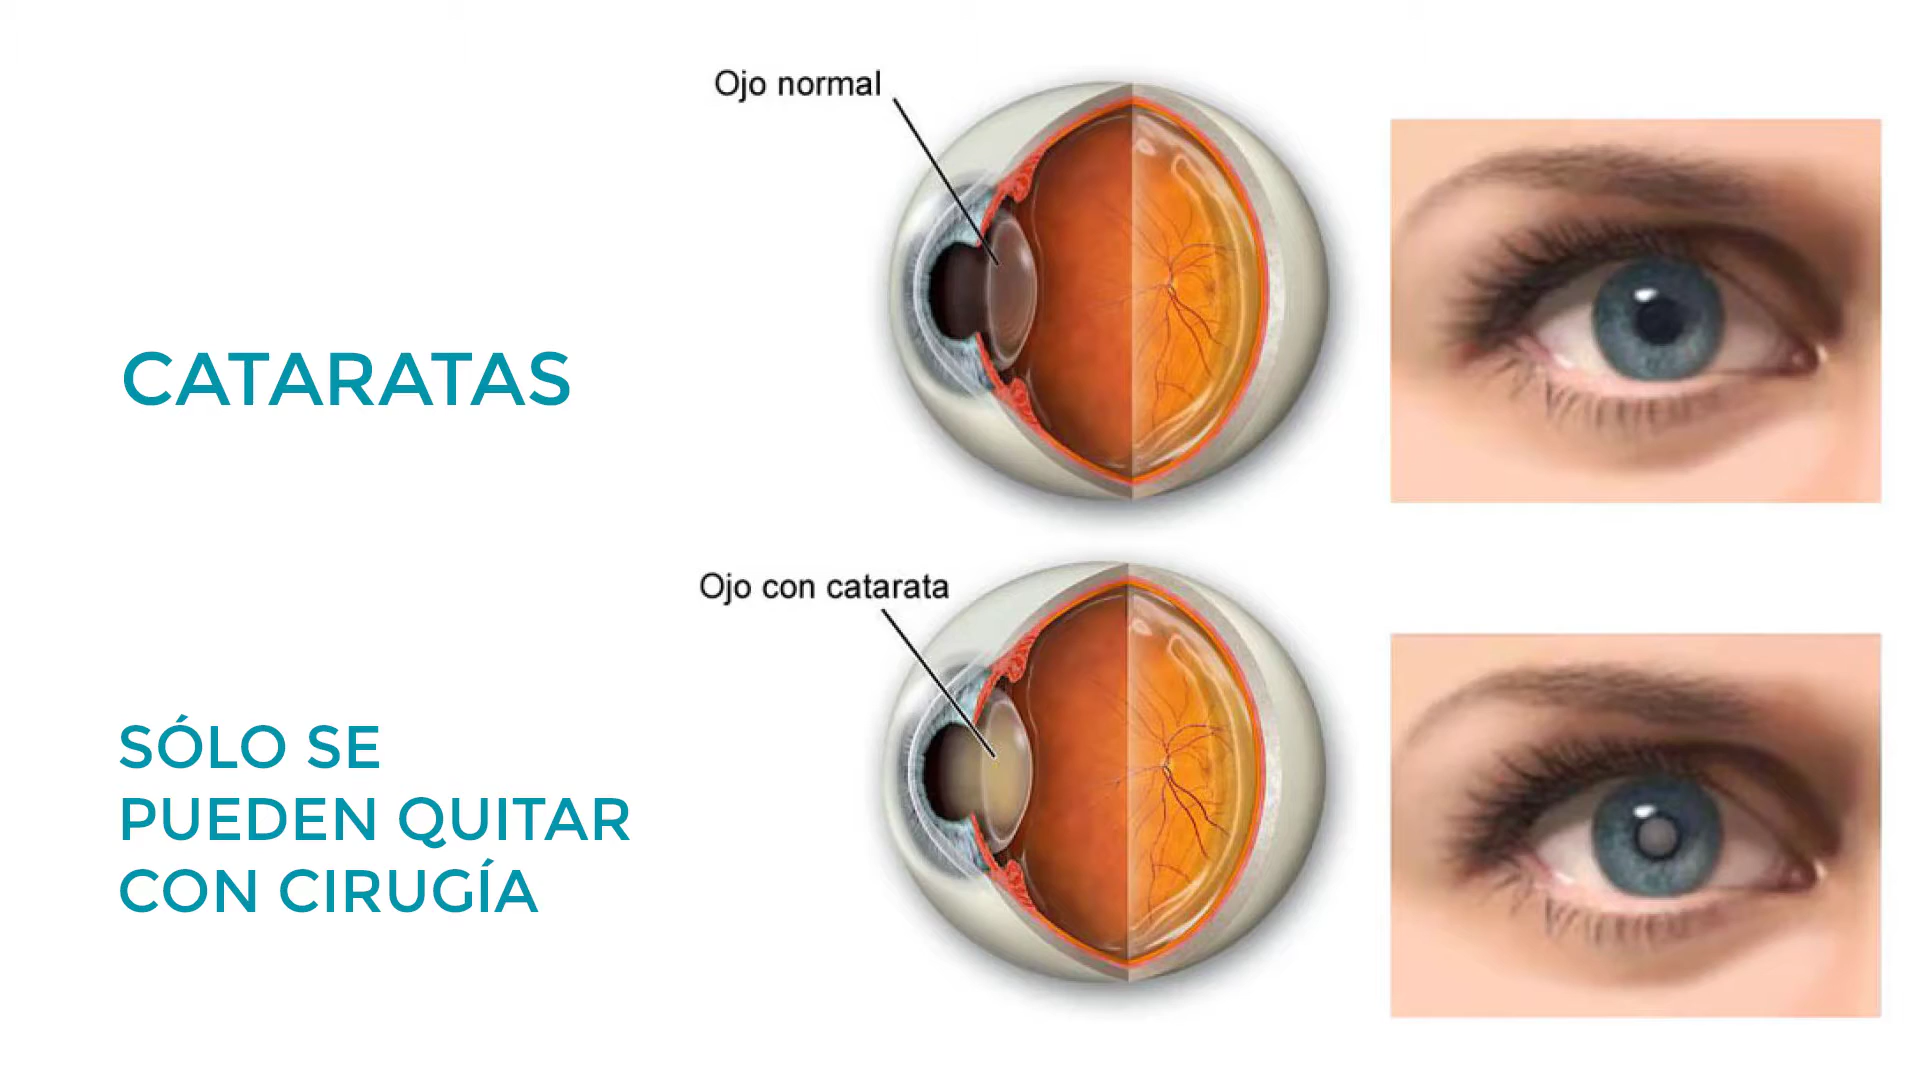 Ojo normal
CATARATAS
Ojo con catarata
SÓLO SE
PUEDEN QUITAR
CON CIRUGÍA